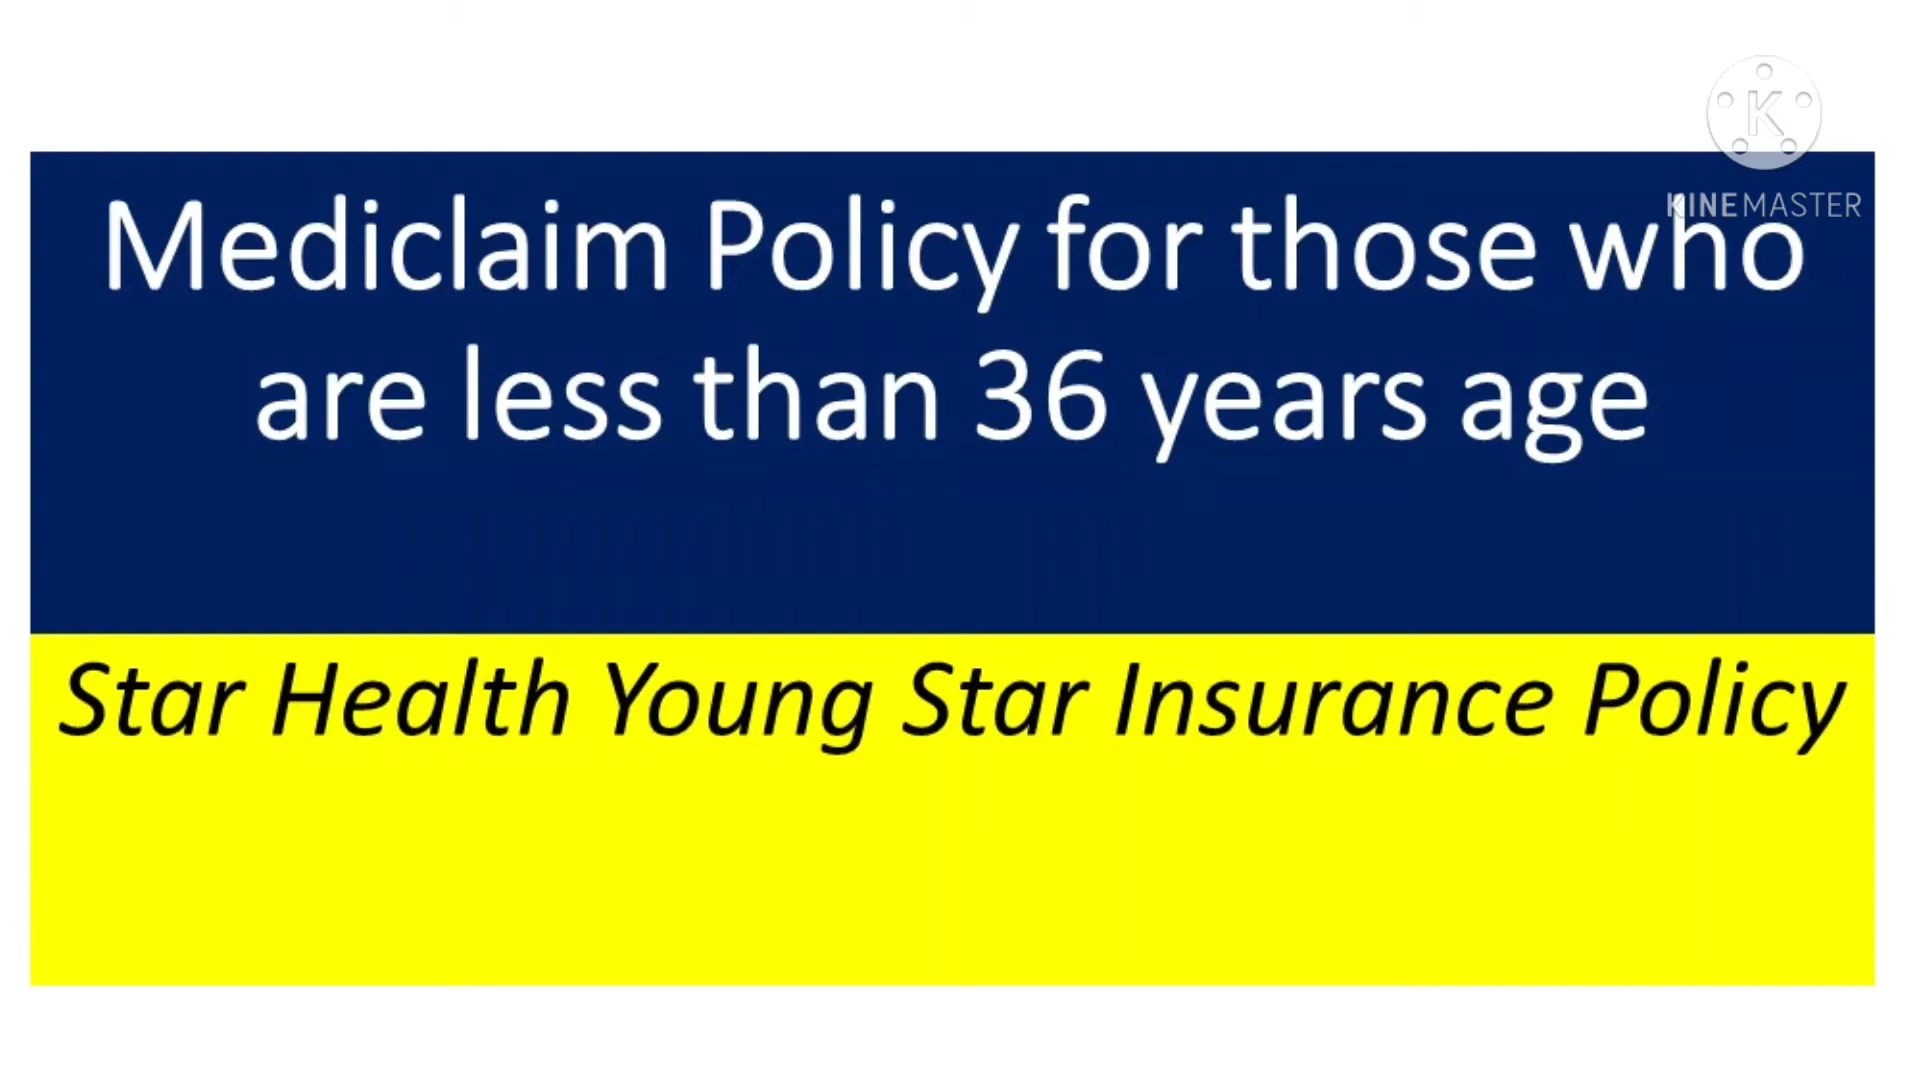 K
KINEMASTER
Mediclaim Policy for those who
are less than 36 years age
Star Health Young Star Insurance Policy